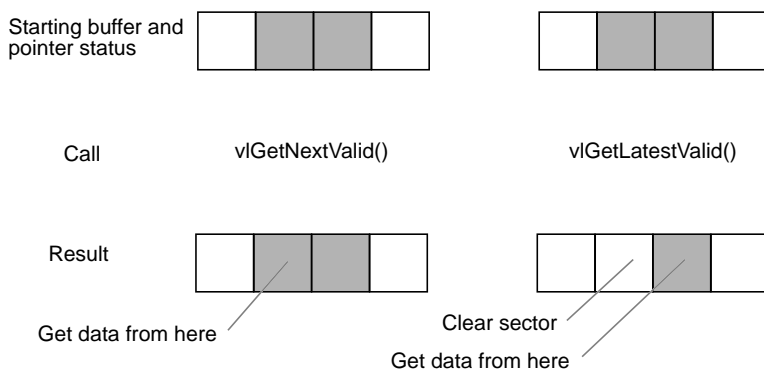 Starting buffer and
pointer status
Call
vlGetNextValid()
vlGetLatestValid()
Result
Get data from here
Clear sector
Get data from here